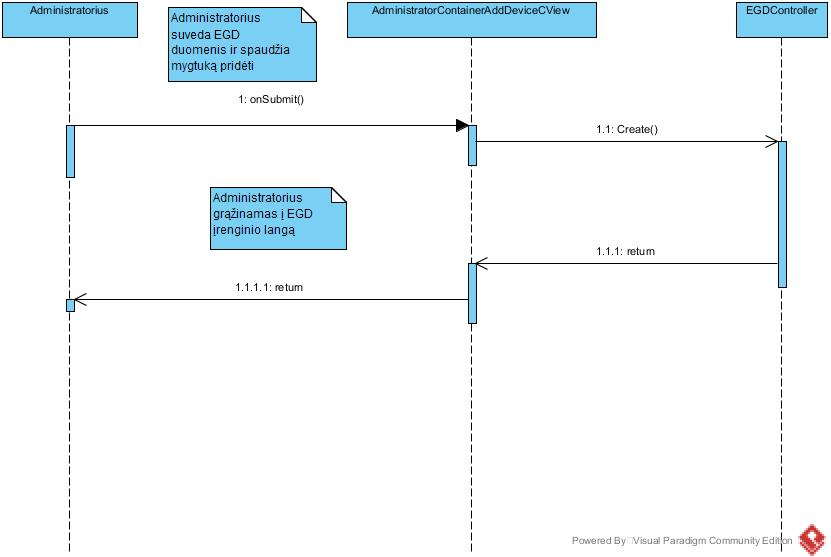 Administratorius
AdministratorContainerAddDeviceCView
EGDController
Administratorius
suveda EGD
duomenis ir spaudžia
mygtuką pridėti
1: onSubmit()
1.1: Create()
Administratorius
grąžinamas į EGD
įrenginio langą
1.1.1: return
1.1.1.1: return
Powered By Visual Paradigm Community Edition